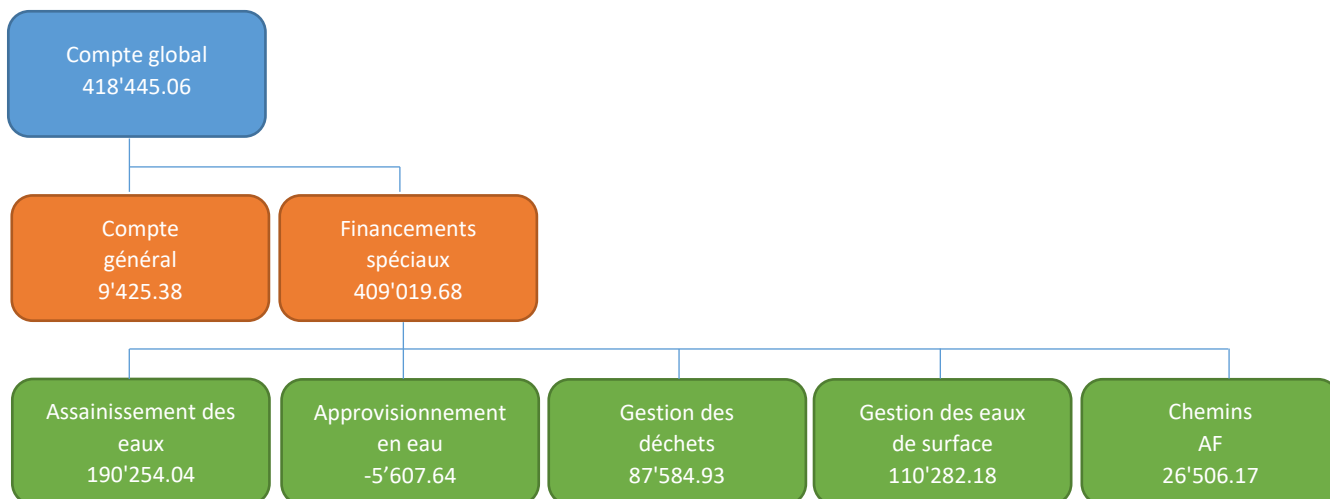 Compte global
418'445.06
Compte
général
9'425.38
Financements
spéciaux
409'019.68
Assainissement des
eaux
190'254.04
Approvisionnement
en eau
-5’607.64
Gestion des
déchets
87'584.93
Gestion des eaux
de surface
110'282.18
Chemins
AF
26'506.17